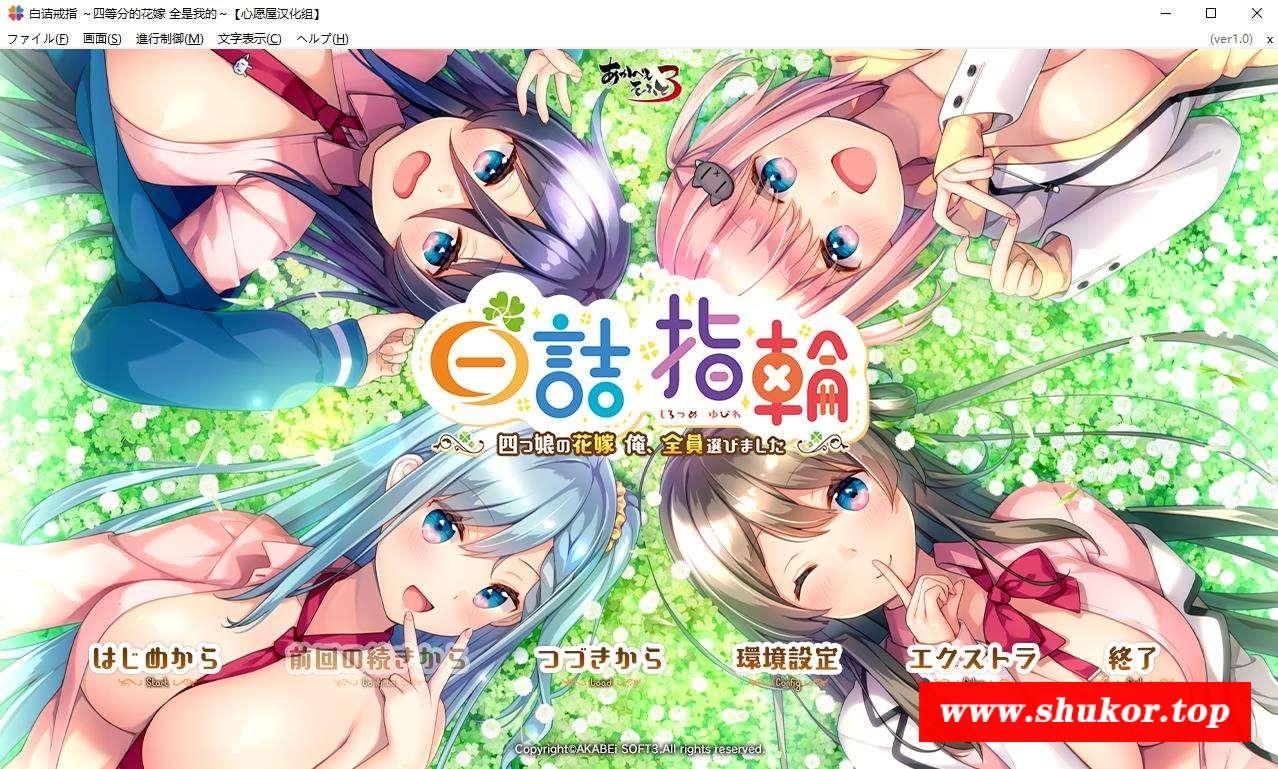 白诘戒指 ～四等分的花嫁 全是我的～【心愿屋汉化组】
ファイル(F) 画面(S) 進行制御(M) 文字表示(C) ヘルプ(H) (ver1.0) x
あかべぇそふと3
白詰指輪
しろつめ ゆびわ
四つ娘の花嫁 俺、全員選びました
はじめから 前回の続きから つづきから 環境設定 エクストラ 終了
Start Continue Load Config
www.shukor.top
Copyright©AKABEi SOFT3.All rights reserved.